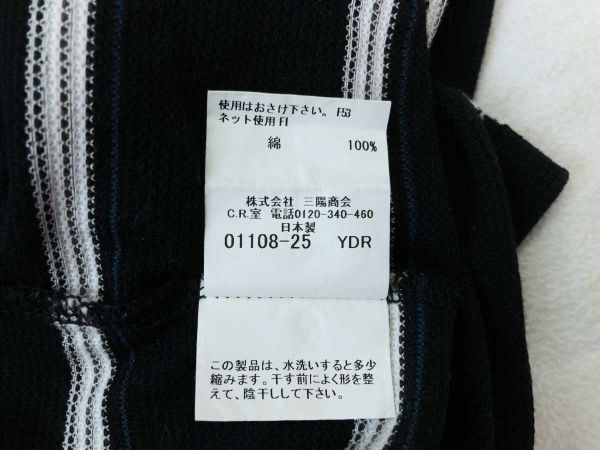 使用はおさけ下さい。 F53
ネット使用 FI
綿 100%
株式会社 三陽商会
C.R.室 電話0120-340-460
日本製
01108-25 YDR
この製品は、水洗いすると多少
縮みます。干す前によく形を整
えて、陰干しして下さい。